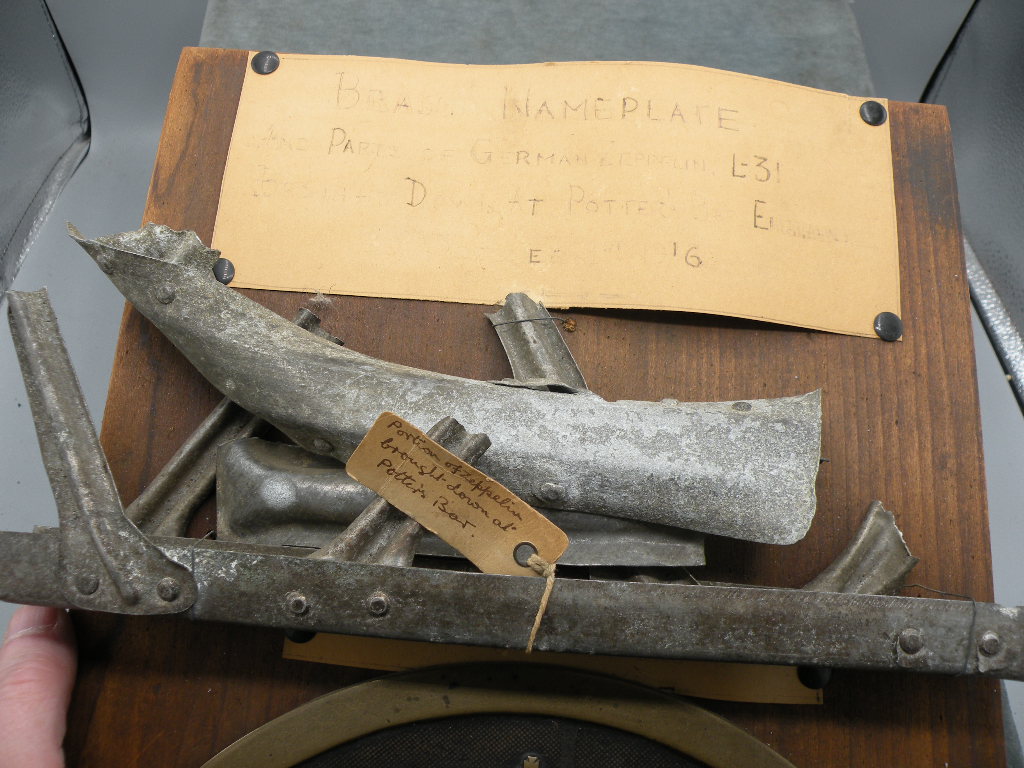 BRASS NAMEPLATE
AND PARTS OF GERMAN ZEPPELIN L-31
DOWN AT POTTER'S
16
Portion of Zeppelin
brought down at
Potter's Bar.